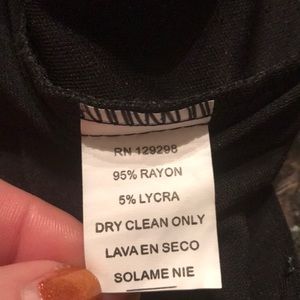 RN 129298
95% RAYON
5% LYCRA
DRY CLEAN ONLY
LAVA EN SECO
SOLAME NIE